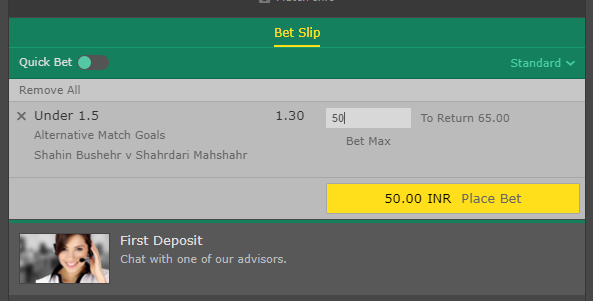 Bet Slip
Quick Bet
Standard
Remove All
Under 1.5 1.30 50 To Return 65.00
Alternative Match Goals Bet Max
Shahin Bushehr v Shahrdari Mahshahr
50.00 INR Place Bet
First Deposit
Chat with one of our advisors.